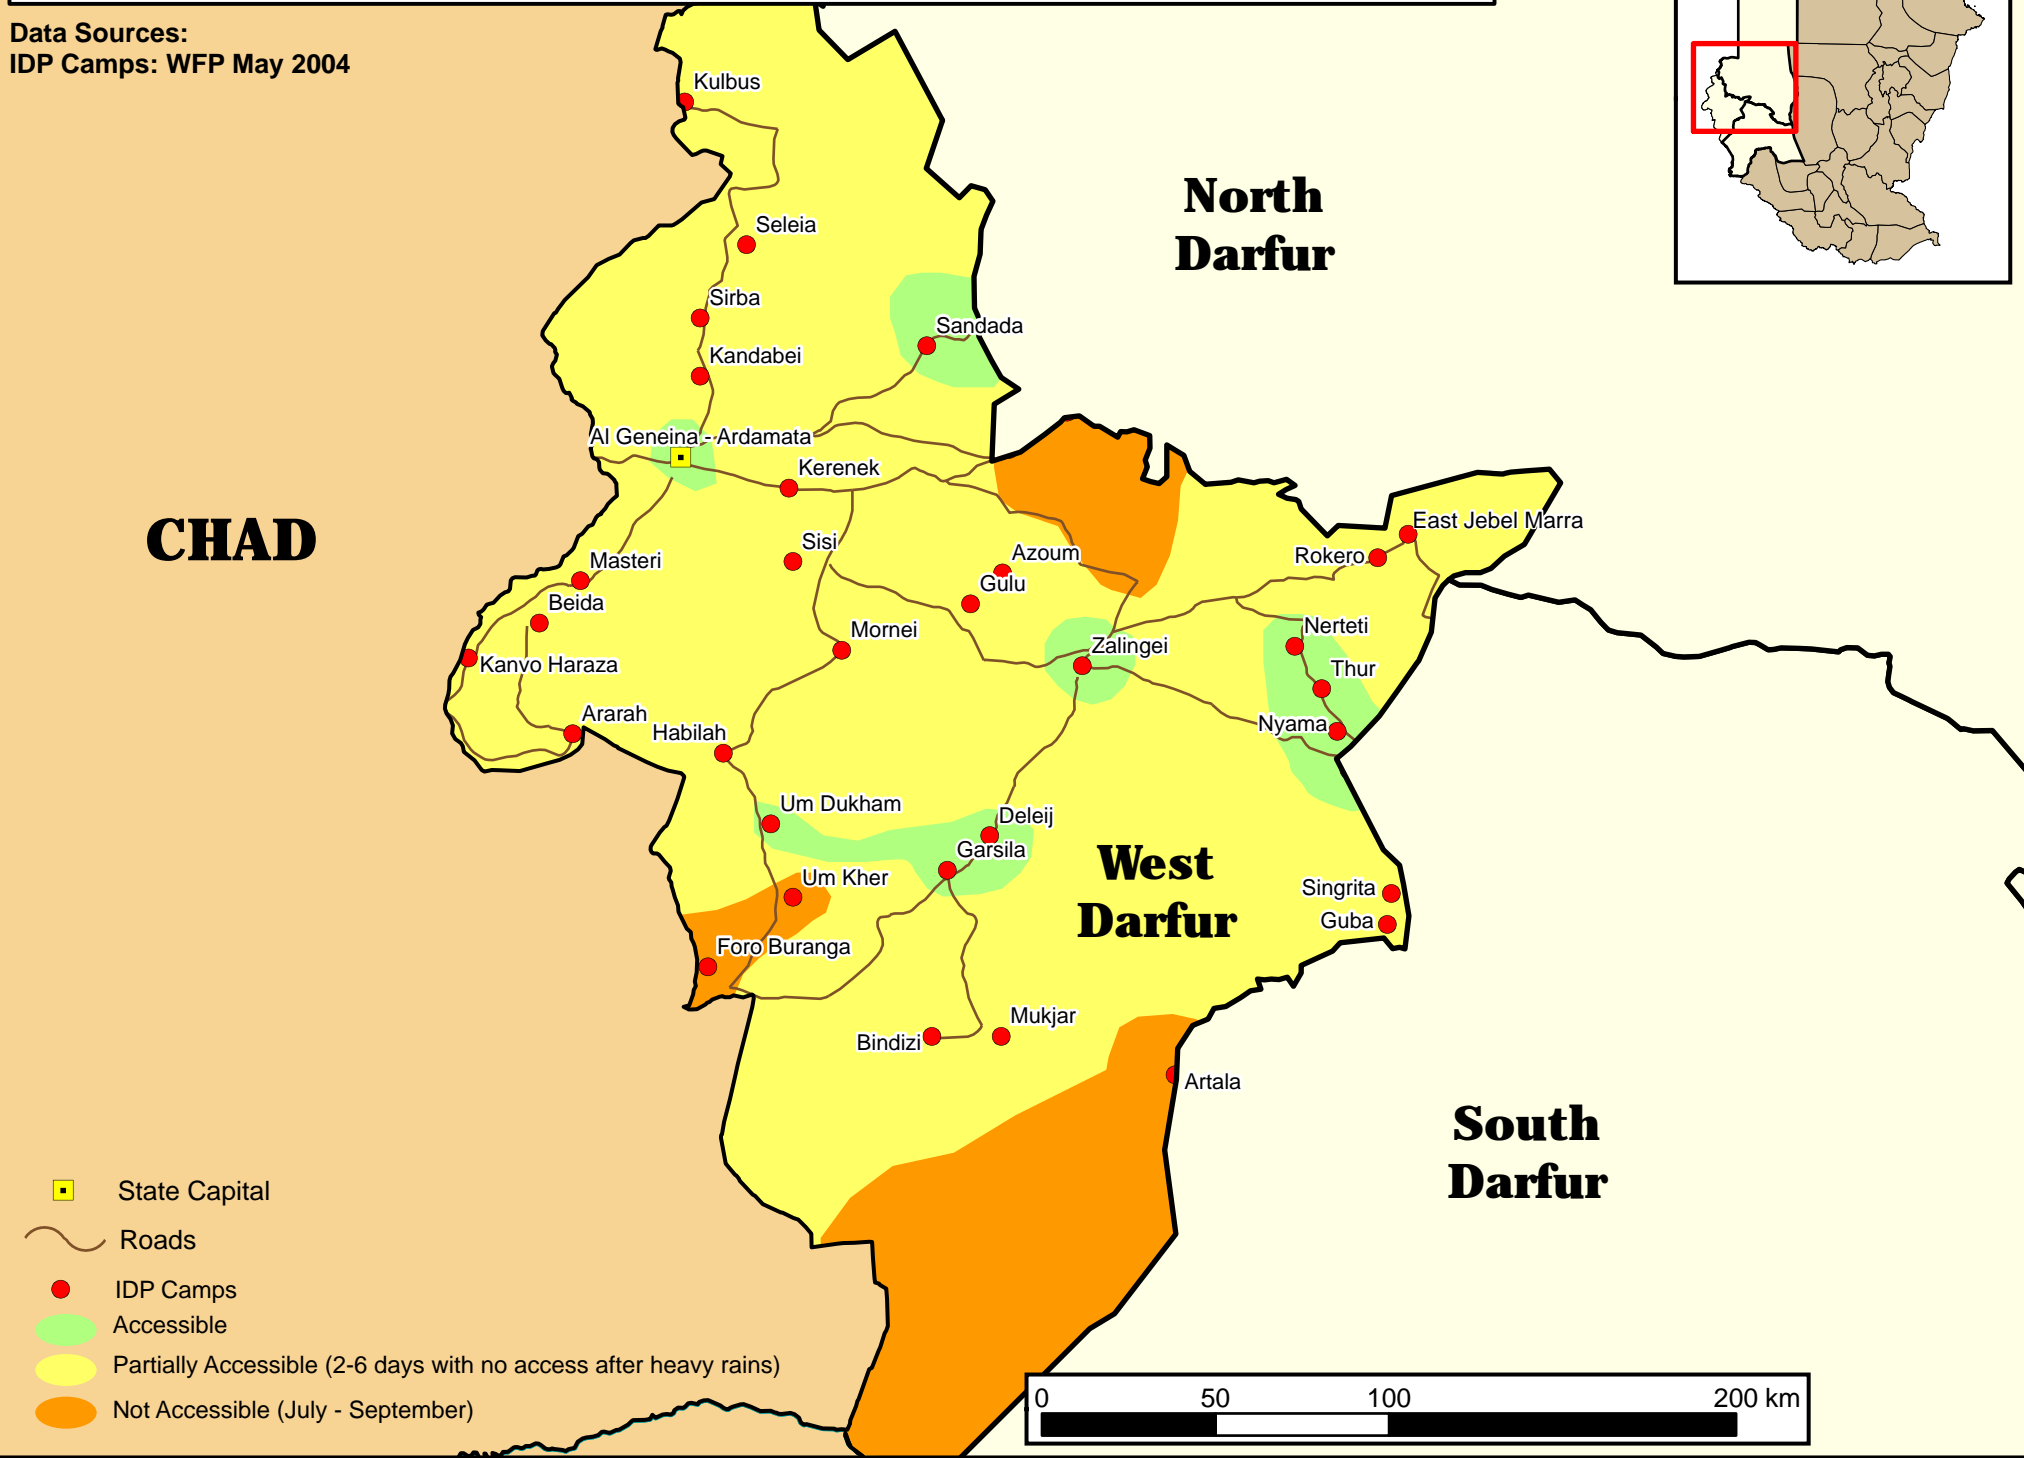 Data Sources:
IDP Camps: WFP May 2004
Kulbus
North
Darfur
Seleia
Sirba
Sandada
Kandabei
Al Geneina - Ardamata
Kerenek
CHAD
East Jebel Marra
Sisi
Azoum
Rokero
Masteri
Gulu
Beida
Mornei
Nerteti
Zalingei
Kanvo Haraza
Thur
Ararah
Habilah
Nyama
Um Dukham
Deleij
Garsila
West
Darfur
Um Kher
Singrita
Guba
Foro Buranga
Mukjar
Bindizi
Artala
South
Darfur
State Capital
Roads
IDP Camps
Accessible
Partially Accessible (2-6 days with no access after heavy rains)
Not Accessible (July - September)
0 50 100 200 km